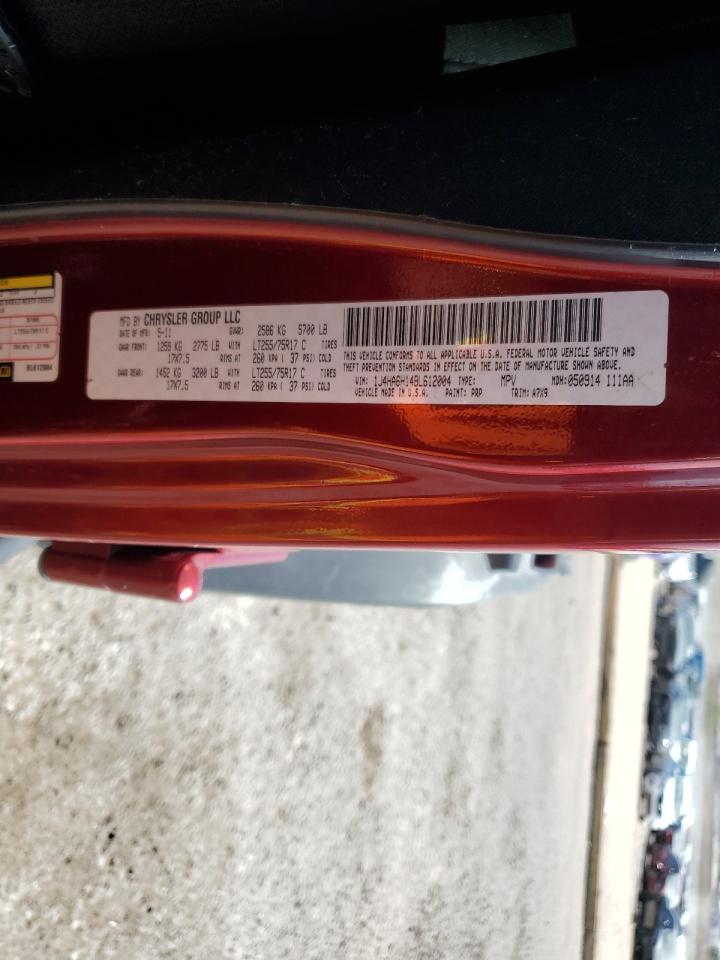 MFD BY CHRYSLER GROUP LLC
DATE OF MFR: 5-11 GVWR: 2586 KG 5700 LB
GAWR FRONT: 1259 KG 2775 LB WITH LT255/75R17 C TIRES
17X7.5 RIMS AT 260 KPA ( 37 PSI) COLD
GAWR REAR: 1452 KG 3200 LB WITH LT255/75R17 C TIRES
17X7.5 RIMS AT 260 KPA ( 37 PSI) COLD
THIS VEHICLE CONFORMS TO ALL APPLICABLE U.S.A. FEDERAL MOTOR VEHICLE SAFETY AND
THEFT PREVENTION STANDARDS IN EFFECT ON THE DATE OF MANUFACTURE SHOWN ABOVE.
VIN: 1J4HA6H14BL612004 TYPE: MPV MDH: 050914 111AA
VEHICLE MADE IN U.S.A. PAINT: PRP TRIM: A7X9
LT255/75R17 C
BL612004